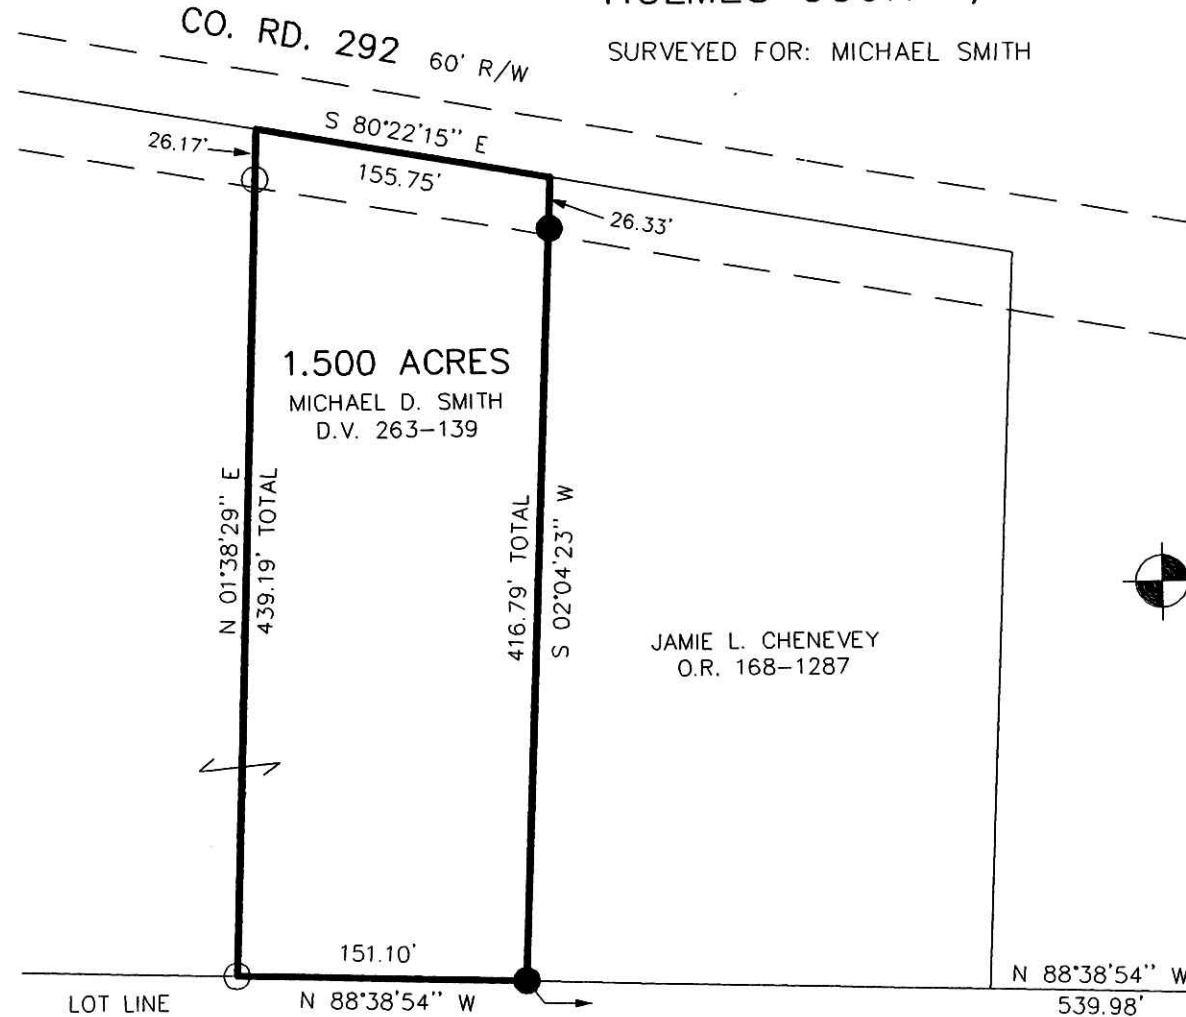 CO. RD. 292 60' R/W
SURVEYED FOR: MICHAEL SMITH
S 80°22'15" E
26.17'
155.75'
26.33'
1.500 ACRES
MICHAEL D. SMITH
D.V. 263-139
N 01°38'29" E
439.19' TOTAL
416.79' TOTAL
S 02°04'23" W
JAMIE L. CHENEVEY
O.R. 168-1287
151.10'
LOT LINE
N 88°38'54" W
N 88°38'54" W
539.98'